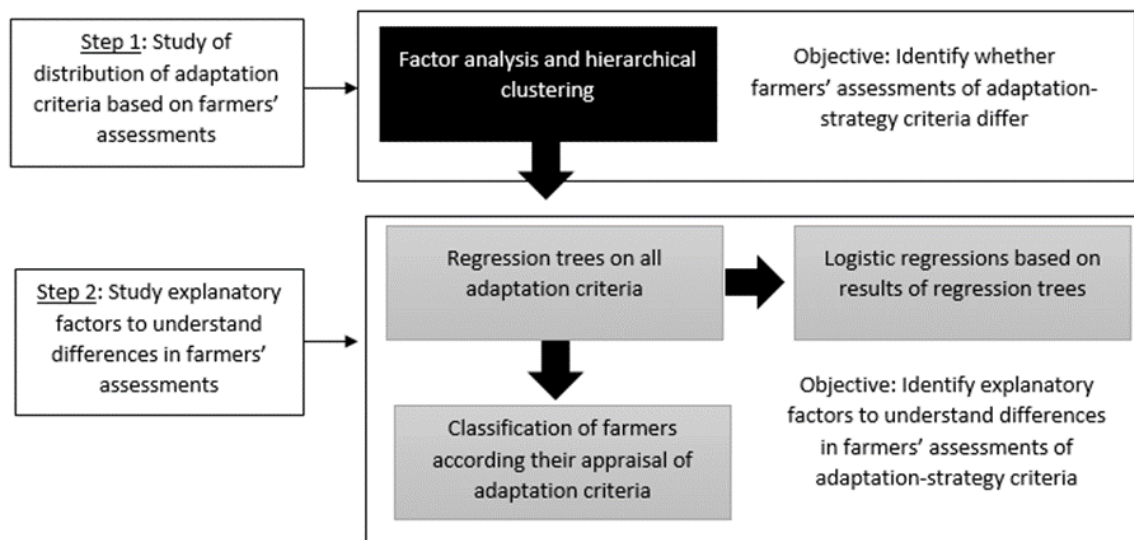 Step 1: Study of
distribution of adaptation
criteria based on farmers’
assessments
Factor analysis and hierarchical
clustering
Objective: Identify whether
farmers’ assessments of adaptation-
strategy criteria differ
Step 2: Study explanatory
factors to understand
differences in farmers’
assessments
Regression trees on all
adaptation criteria
Logistic regressions based on
results of regression trees
Classification of farmers
according their appraisal of
adaptation criteria
Objective: Identify explanatory
factors to understand differences
in farmers’ assessments of
adaptation-strategy criteria